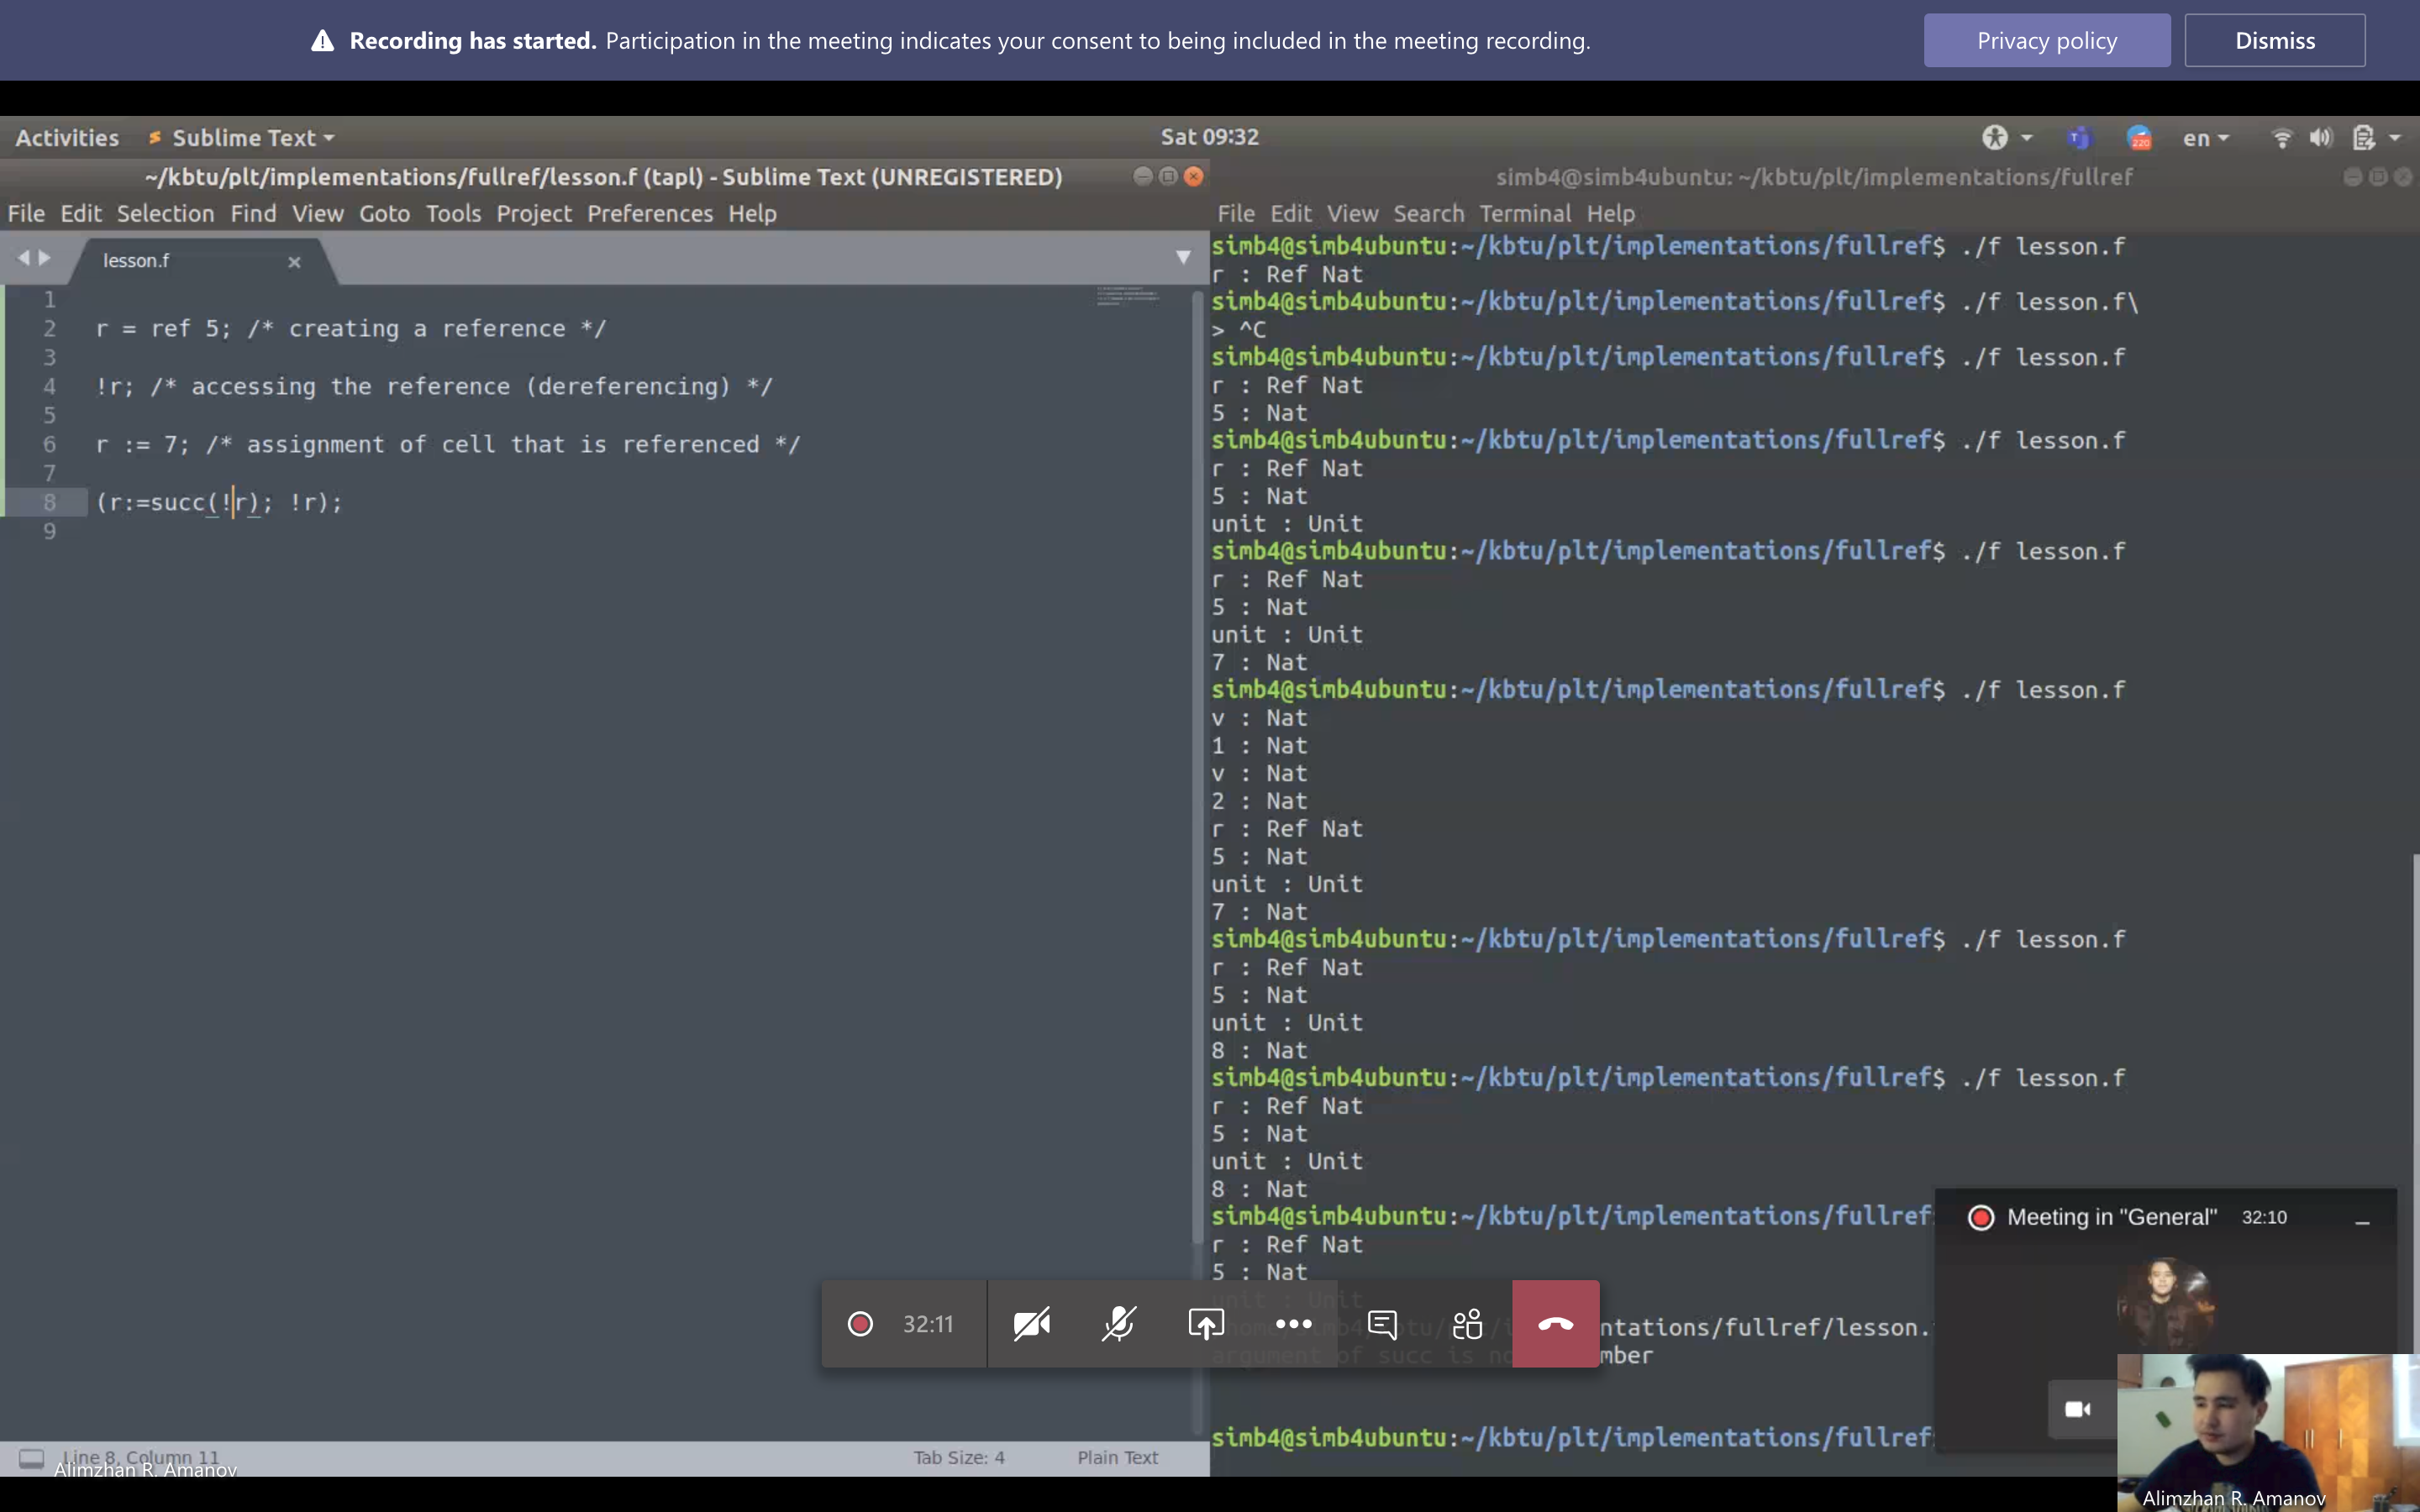 Recording has started. Participation in the meeting indicates your consent to being included in the meeting recording.
Privacy policy
Dismiss
Activities
Sublime Text
Sat 09:32
220
en
~/kbtu/plt/implementations/fullref/lesson.f (tapl) - Sublime Text (UNREGISTERED)
File Edit Selection Find View Goto Tools Project Preferences Help
lesson.f
1
2 r = ref 5; /* creating a reference */
3
4 !r; /* accessing the reference (dereferencing) */
5
6 r := 7; /* assignment of cell that is referenced */
7
8 (r:=succ(!r); !r);
9
Line 8, Column 11
Tab Size: 4
Plain Text
Alimzhan R. Amanov
simb4@simb4ubuntu: ~/kbtu/plt/implementations/fullref
File Edit View Search Terminal Help
simb4@simb4ubuntu:~/kbtu/plt/implementations/fullref$ ./f lesson.f
r : Ref Nat
simb4@simb4ubuntu:~/kbtu/plt/implementations/fullref$ ./f lesson.f\
> ^C
simb4@simb4ubuntu:~/kbtu/plt/implementations/fullref$ ./f lesson.f
r : Ref Nat
5 : Nat
simb4@simb4ubuntu:~/kbtu/plt/implementations/fullref$ ./f lesson.f
r : Ref Nat
5 : Nat
unit : Unit
simb4@simb4ubuntu:~/kbtu/plt/implementations/fullref$ ./f lesson.f
r : Ref Nat
5 : Nat
unit : Unit
7 : Nat
simb4@simb4ubuntu:~/kbtu/plt/implementations/fullref$ ./f lesson.f
v : Nat
1 : Nat
v : Nat
2 : Nat
r : Ref Nat
5 : Nat
unit : Unit
7 : Nat
simb4@simb4ubuntu:~/kbtu/plt/implementations/fullref$ ./f lesson.f
r : Ref Nat
5 : Nat
unit : Unit
8 : Nat
simb4@simb4ubuntu:~/kbtu/plt/implementations/fullref$ ./f lesson.f
r : Ref Nat
5 : Nat
unit : Unit
8 : Nat
simb4@simb4ubuntu:~/kbtu/plt/implementations/fullref
r : Ref Nat
5 : Nat
unit : Unit
ntations/fullref/lesson.
argument of succ is no mber
simb4@simb4ubuntu:~/kbtu/plt/implementations/fullref
32:11
Meeting in "General" 32:10
Alimzhan R. Amanov